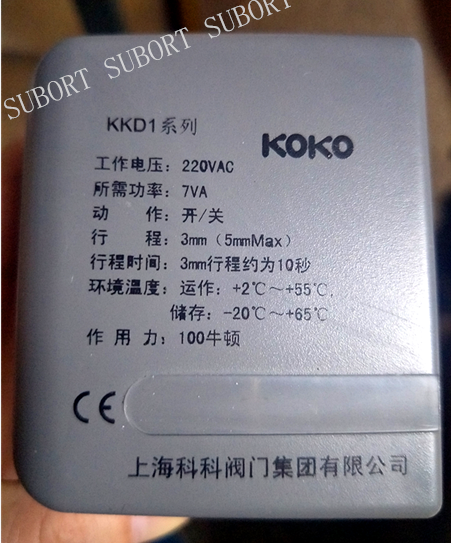 SUBORT SUBORT SUBORT
KKD1系列
KOKO
工作电压：220VAC
所需功率：7VA
动 作：开/关
行 程：3mm（5mmMax）
行程时间：3mm行程约为10秒
环境温度：运作：+2℃～+55℃,
储存：-20℃～+65℃
作 用 力：100牛顿
CE
上海科科阀门集团有限公司